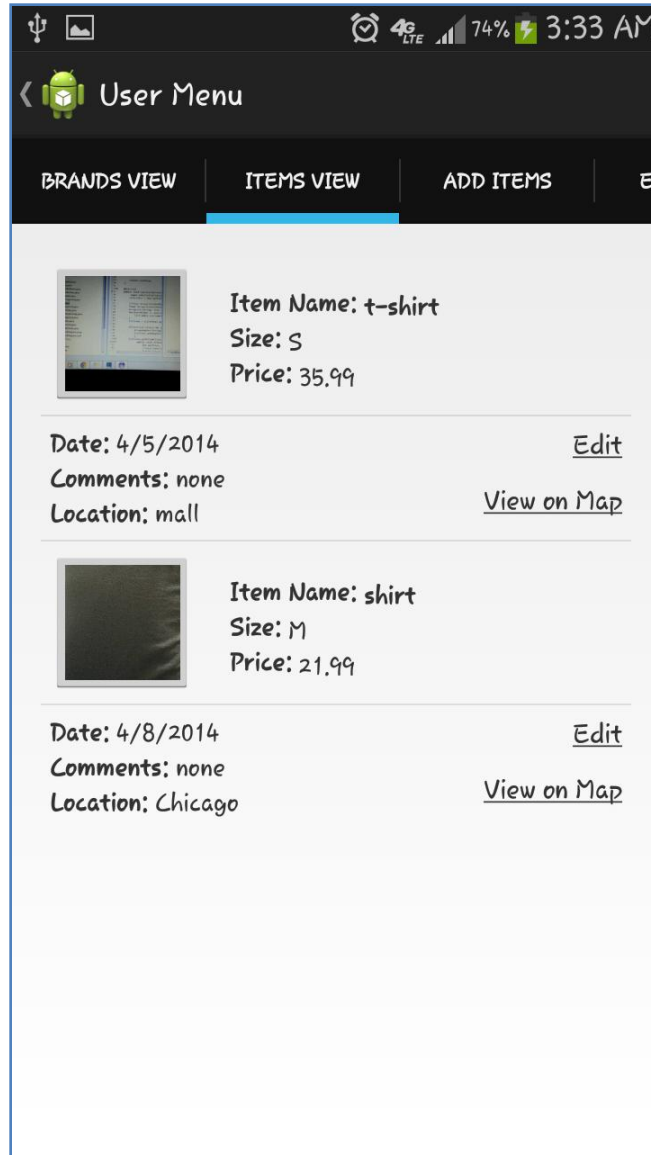 4G LTE 74% 3:33 AM
User Menu
BRANDS VIEW ITEMS VIEW ADD ITEMS E
Item Name: t-shirt
Size: S
Price: 35.99
Date: 4/5/2014
Edit
Comments: none
Location: mall
View on Map
Item Name: shirt
Size: M
Price: 21.99
Date: 4/8/2014
Edit
Comments: none
Location: Chicago
View on Map